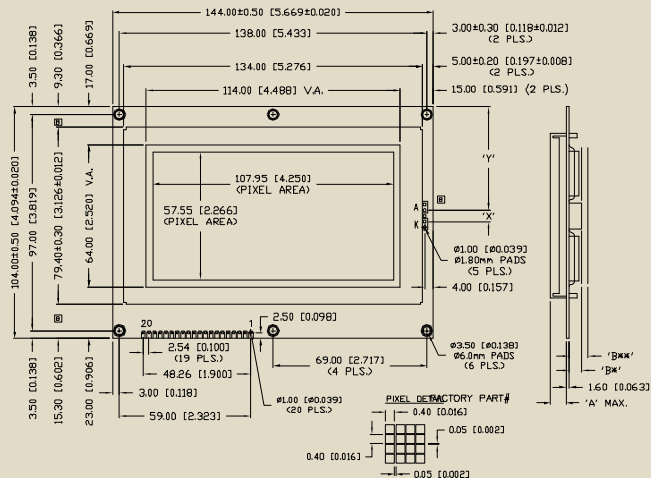 144.00±0.50 [5.669±0.020]
138.00 [5.433]
134.00 [5.276]
114.00 [4.488] V.A.
3.00±0.30 [0.118±0.012]
(2 PLS.)
5.00±0.20 [0.197±0.008]
(2 PLS.)
15.00 [0.591] (2 PLS.)
3.50 [0.138]
9.30 [0.366]
17.00 [0.669]
104.00±0.50 [4.094±0.020]
97.00 [3.819]
79.40±0.30 [3.126±0.012]
64.00 [2.520] V.A.
B
B
B
107.95 [4.250]
(PIXEL AREA)
57.55 [2.266]
(PIXEL AREA)
A
K
'Y'
'X'
Ø1.00 [Ø0.039]
Ø1.80mm PADS
(5 PLS.)
4.00 [0.157]
2.50 [0.098]
20
1
2.54 [0.100]
(19 PLS.)
48.26 [1.900]
3.00 [0.118]
59.00 [2.323]
Ø1.00 [Ø0.039]
(20 PLS.)
69.00 [2.717]
(4 PLS.)
Ø3.50 [Ø0.138]
Ø6.0mm PADS
(6 PLS.)
3.50 [0.138]
15.30 [0.602]
23.00 [0.906]
'B**'
'B*'
1.60 [0.063]
'A' MAX.
PIXEL DETAIL
FACTORY PART#
0.40 [0.016]
0.05 [0.002]
0.40 [0.016]
0.05 [0.002]